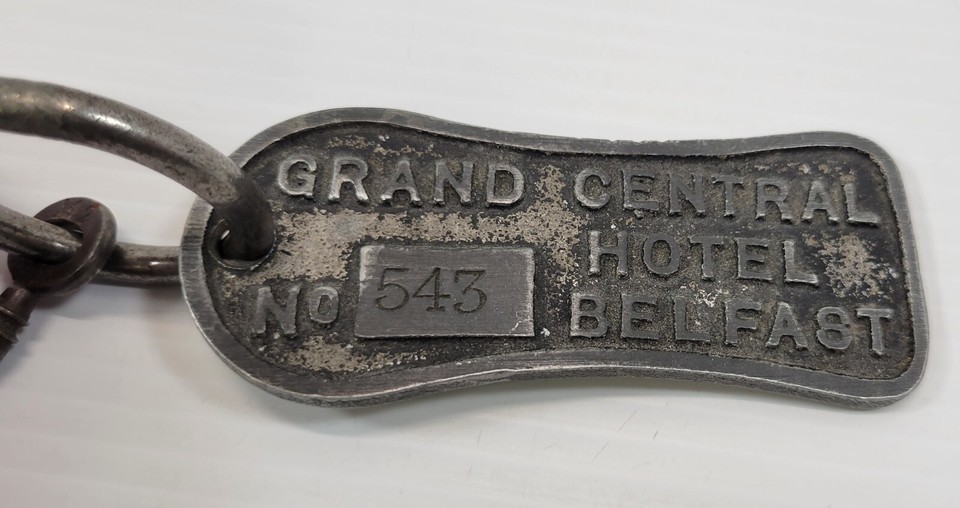 GRAND CENTRAL
HOTEL
No 543 BELFAST